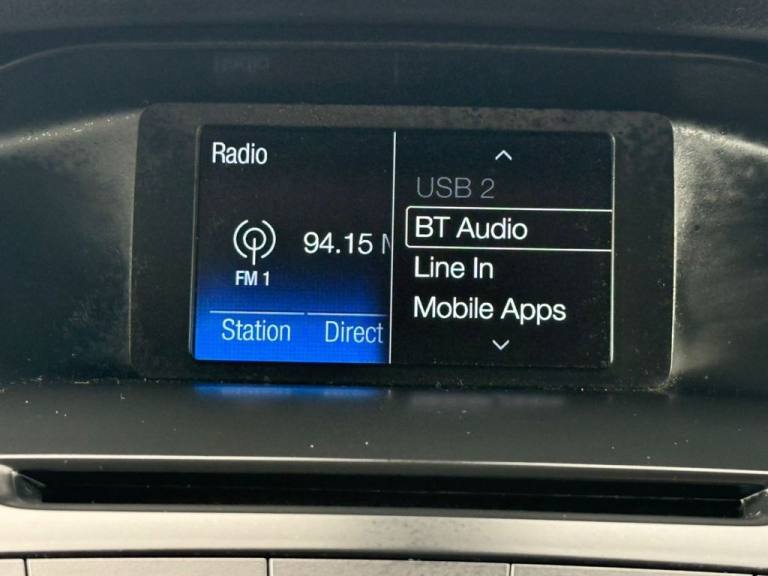 Radio
94.15
FM 1
Station
Direct
USB 2
BT Audio
Line In
Mobile Apps